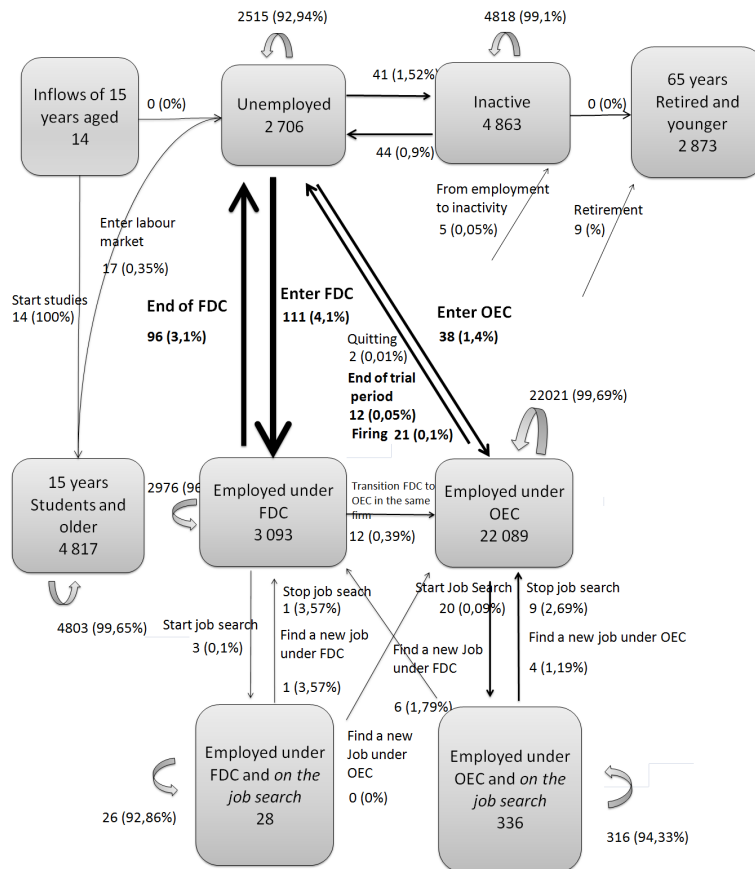 2515 (92,94%)
4818 (99,1%)
Inflows of 15
years aged
14
0 (0%)
Unemployed
2 706
41 (1,52%)
44 (0,9%)
Inactive
4 863
0 (0%)
65 years
Retired and
younger
2 873
From employment
to inactivity
5 (0,05%)
Retirement
9 (%)
Enter labour
market
17 (0,35%)
Start studies
14 (100%)
End of FDC
96 (3,1%)
Enter FDC
111 (4,1%)
Enter OEC
38 (1,4%)
Quitting
2 (0,01%)
End of trial
period
12 (0,05%)
Firing 21 (0,1%)
22021 (99,69%)
15 years
Students and
older
4 817
2976 (96
Employed under
FDC
3 093
Transition FDC to
OEC in the same
firm
12 (0,39%)
Employed under
OEC
22 089
4803 (99,65%)
Start job search
3 (0,1%)
Stop job seach
1 (3,57%)
Find a new job
under FDC
1 (3,57%)
Start Job Search
20 (0,09%)
Find a new Job
under FDC
6 (1,79%)
Stop job search
9 (2,69%)
Find a new job under OEC
4 (1,19%)
Employed under
FDC and on the
job search
28
Find a new
Job under
OEC
0 (0%)
Employed under
OEC and on the
job search
336
26 (92,86%)
316 (94,33%)